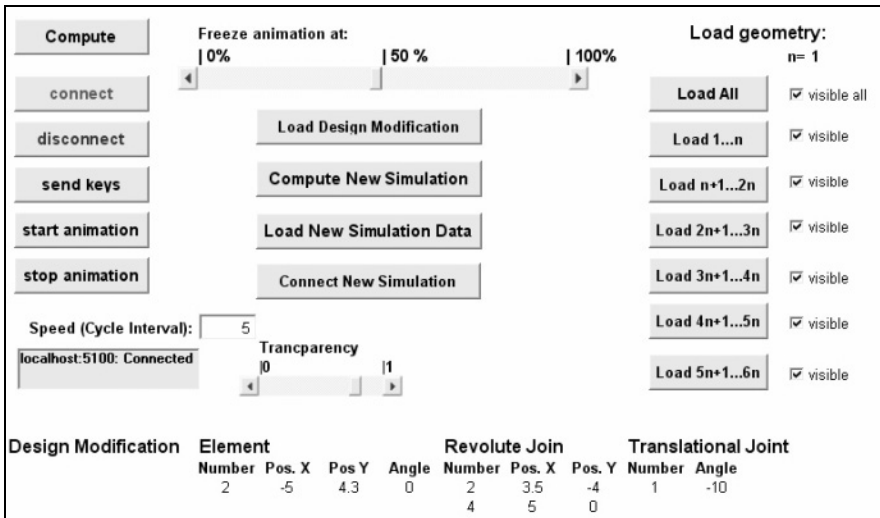 Compute
Freeze animation at:
| 0% | 50 % | 100%
Load geometry:
n= 1
connect
disconnect
send keys
start animation
stop animation
Load Design Modification
Compute New Simulation
Load New Simulation Data
Connect New Simulation
Load All visible all
Load 1...n visible
Load n+1...2n visible
Load 2n+1...3n visible
Load 3n+1...4n visible
Load 4n+1...5n visible
Load 5n+1...6n visible
Speed (Cycle Interval): 5
localhost:5100: Connected
Trancparency
|0 |1
Design Modification Element Revolute Join Translational Joint
Number Pos. X Pos Y Angle Number Pos. X Pos. Y Number Angle
2 -5 4.3 0 2 3.5 -4 1 -10
4 5 0